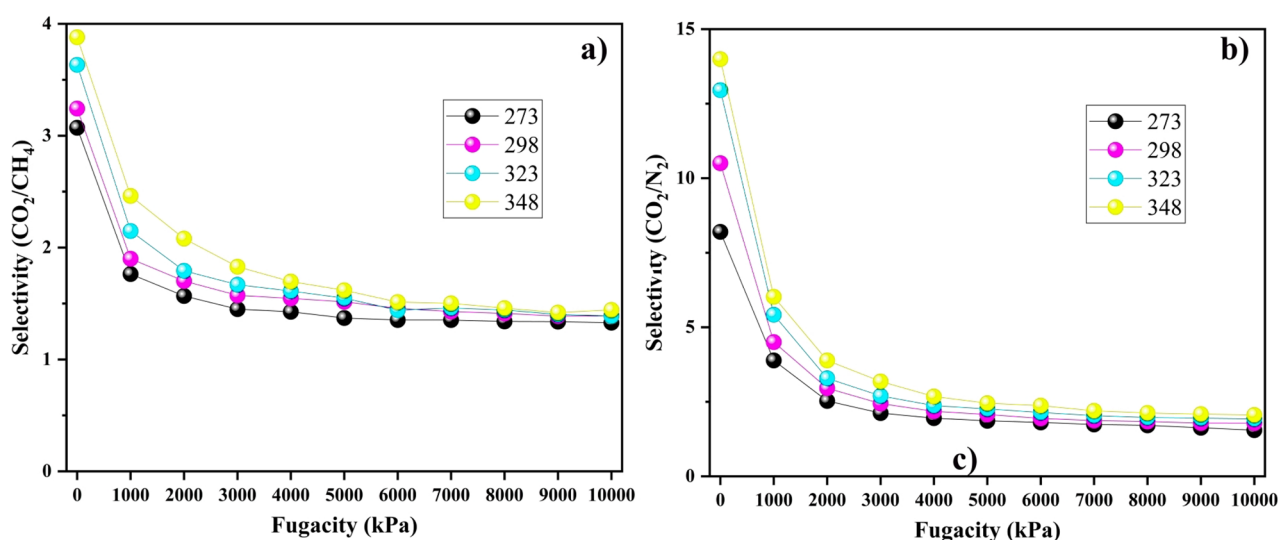 a)
4
3
2
1
0
Selectivity (CO₂/CH₄)
273
298
323
348
0 1000 2000 3000 4000 5000 6000 7000 8000 9000 10000
Fugacity (kPa)
b)
15
10
5
0
Selectivity (CO₂/N₂)
273
298
323
348
c)
0 1000 2000 3000 4000 5000 6000 7000 8000 9000 10000
Fugacity (kPa)